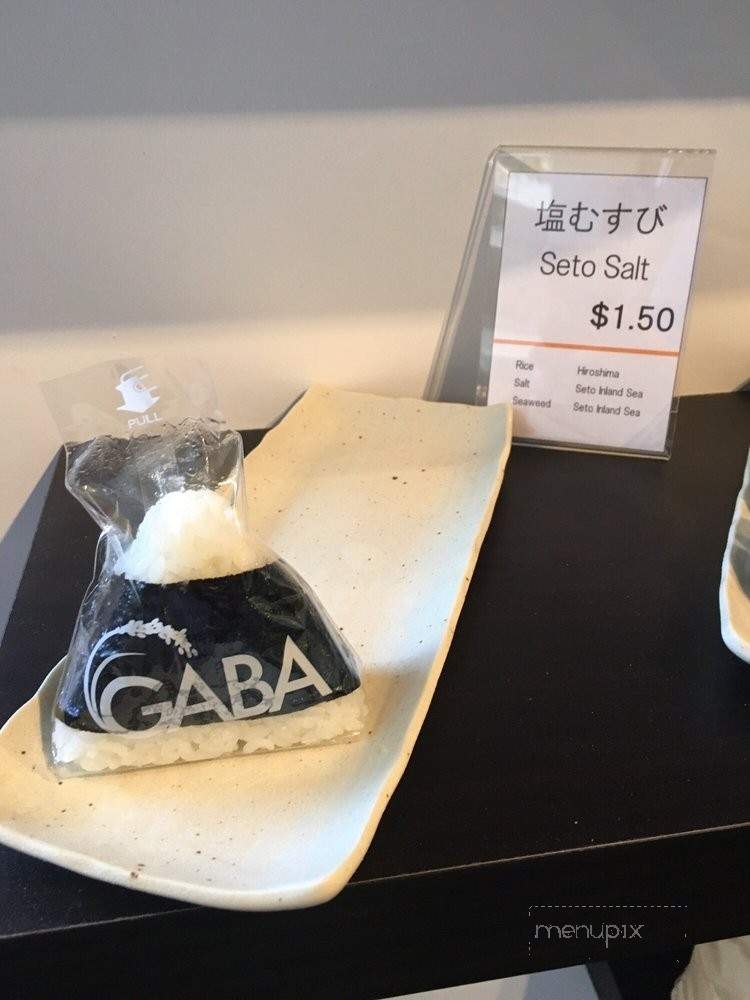 塩むすび
Seto Salt
$1.50
Rice Hiroshima
Salt Seto Inland Sea
Seaweed Seto Inland Sea
PULL
GABA
menupix